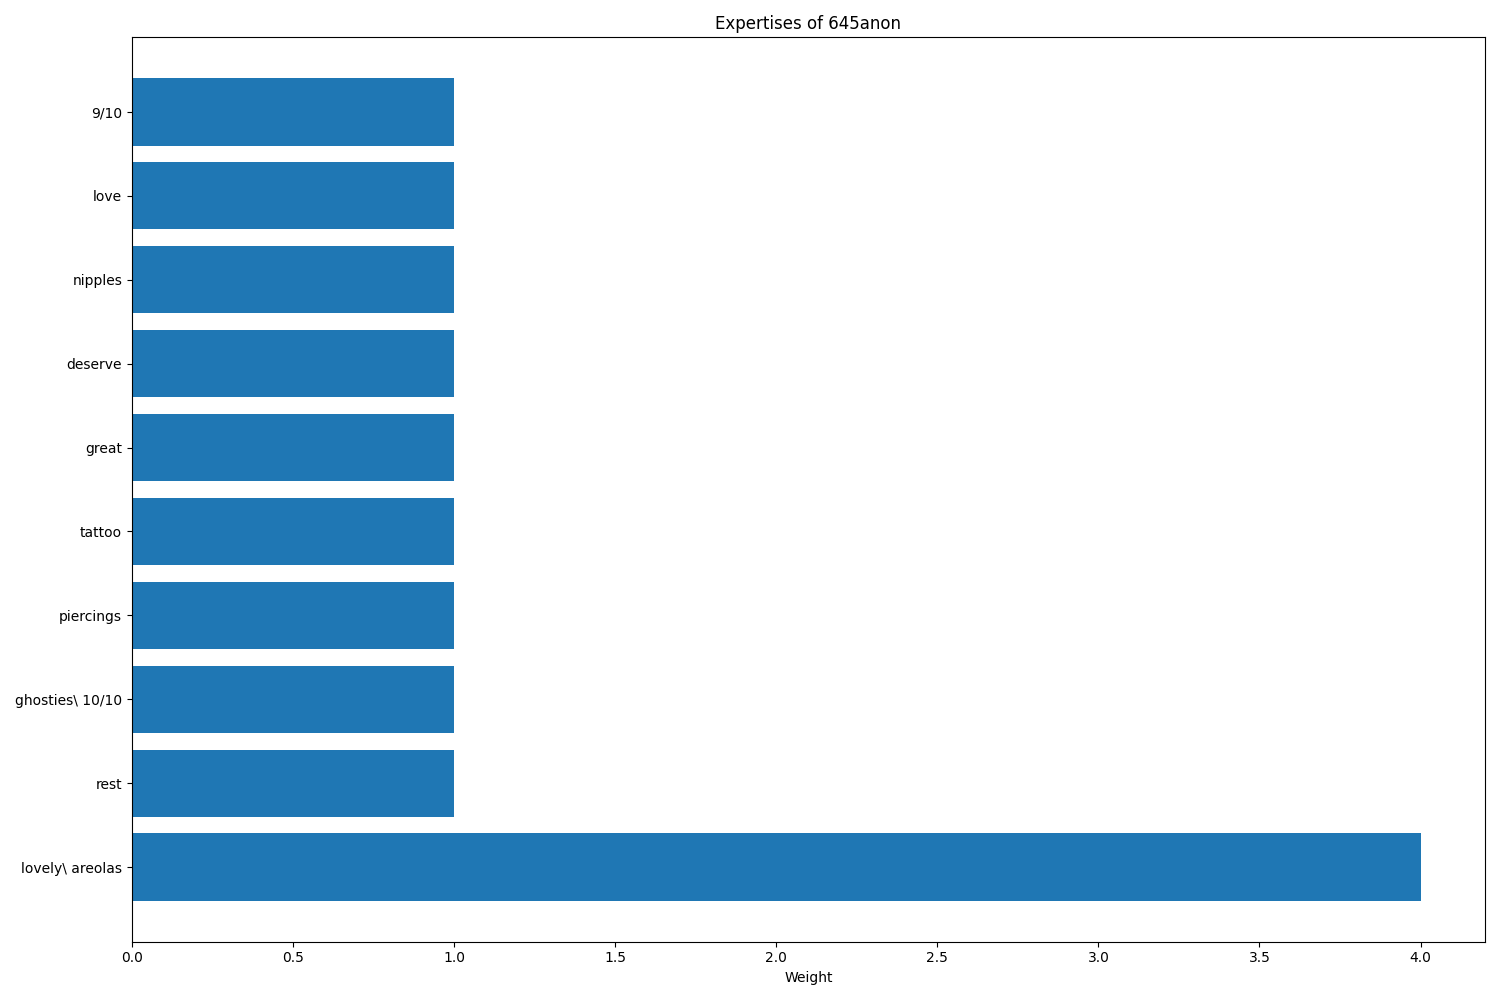 Expertises of 645anon
9/10
love
nipples
deserve
great
tattoo
piercings
ghosties\ 10/10
rest
lovely\ areolas
0.0 0.5 1.0 1.5 2.0 2.5 3.0 3.5 4.0
Weight